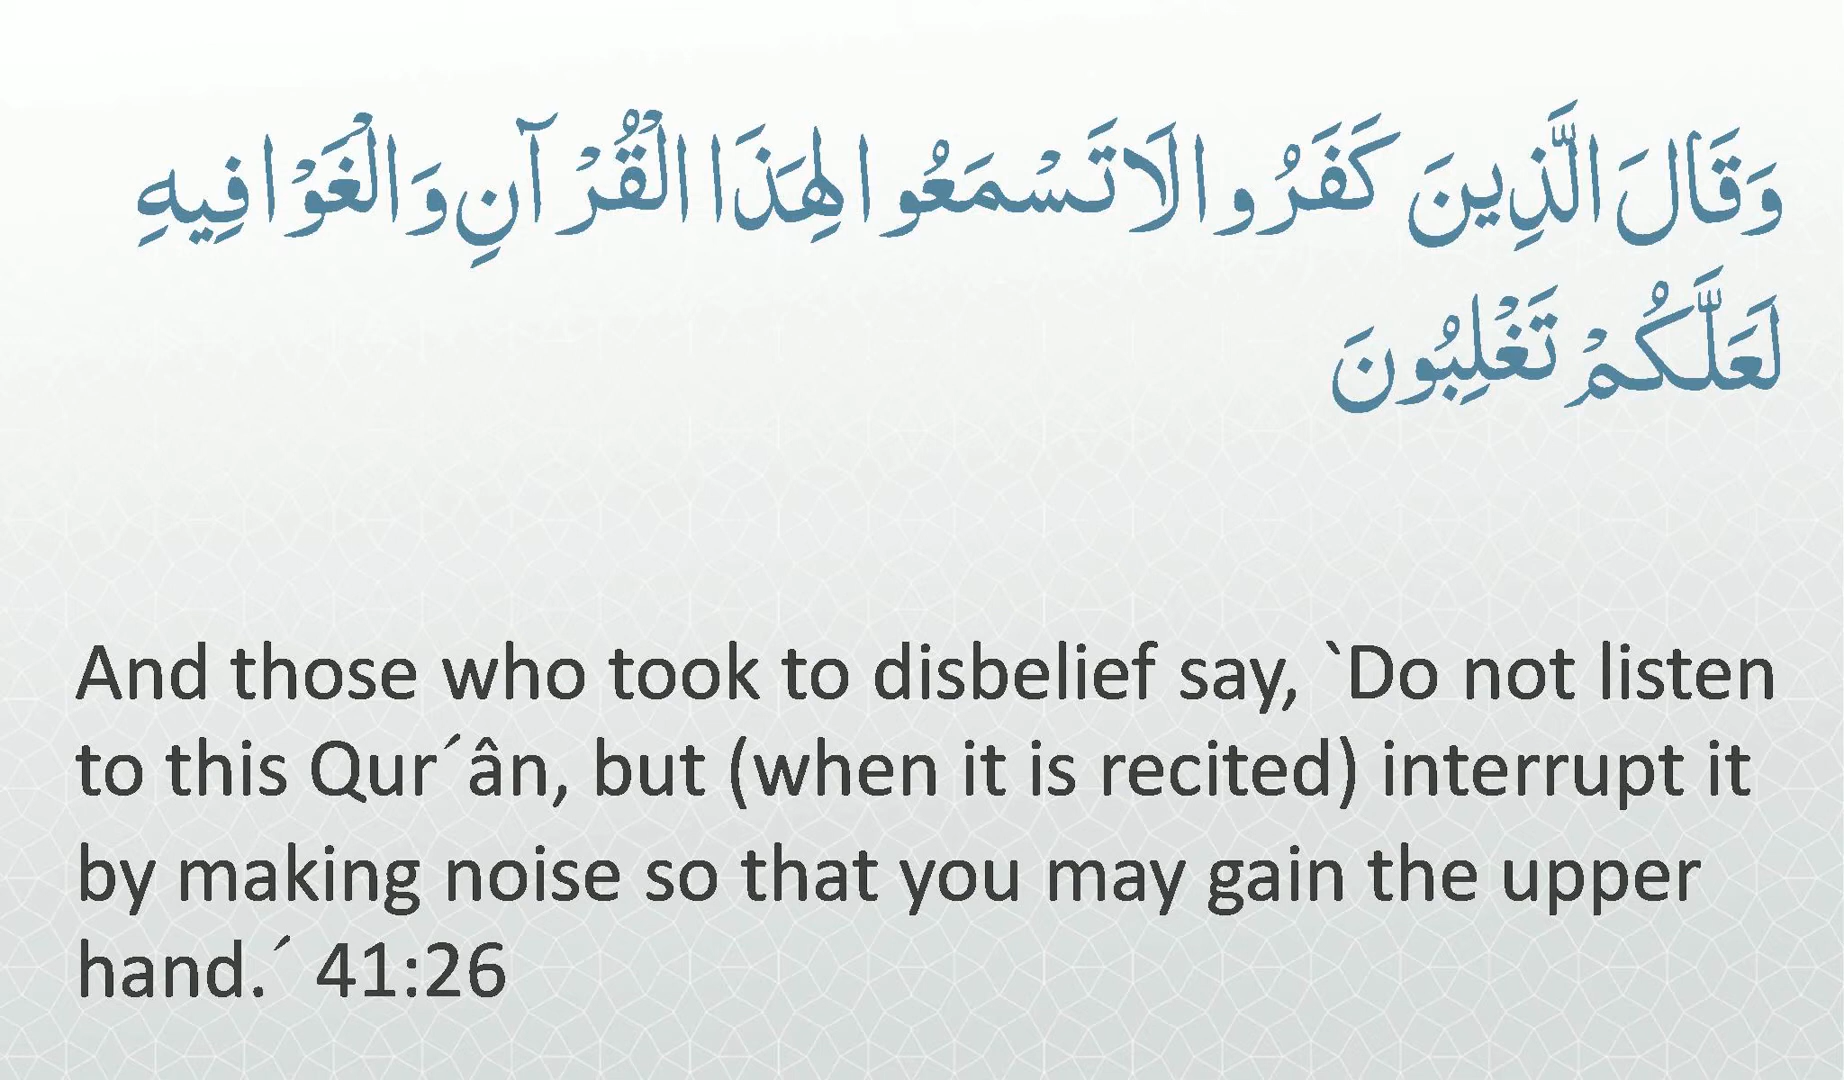 وَقَالَ الَّذِينَ كَفَرُوا لَا تَسْمَعُوا لِهَذَا الْقُرْآنِ وَالْغَوْا فِيهِ
لَعَلَّكُمْ تَغْلِبُونَ
And those who took to disbelief say, `Do not listen
to this Qur´ân, but (when it is recited) interrupt it
by making noise so that you may gain the upper
hand.´ 41:26